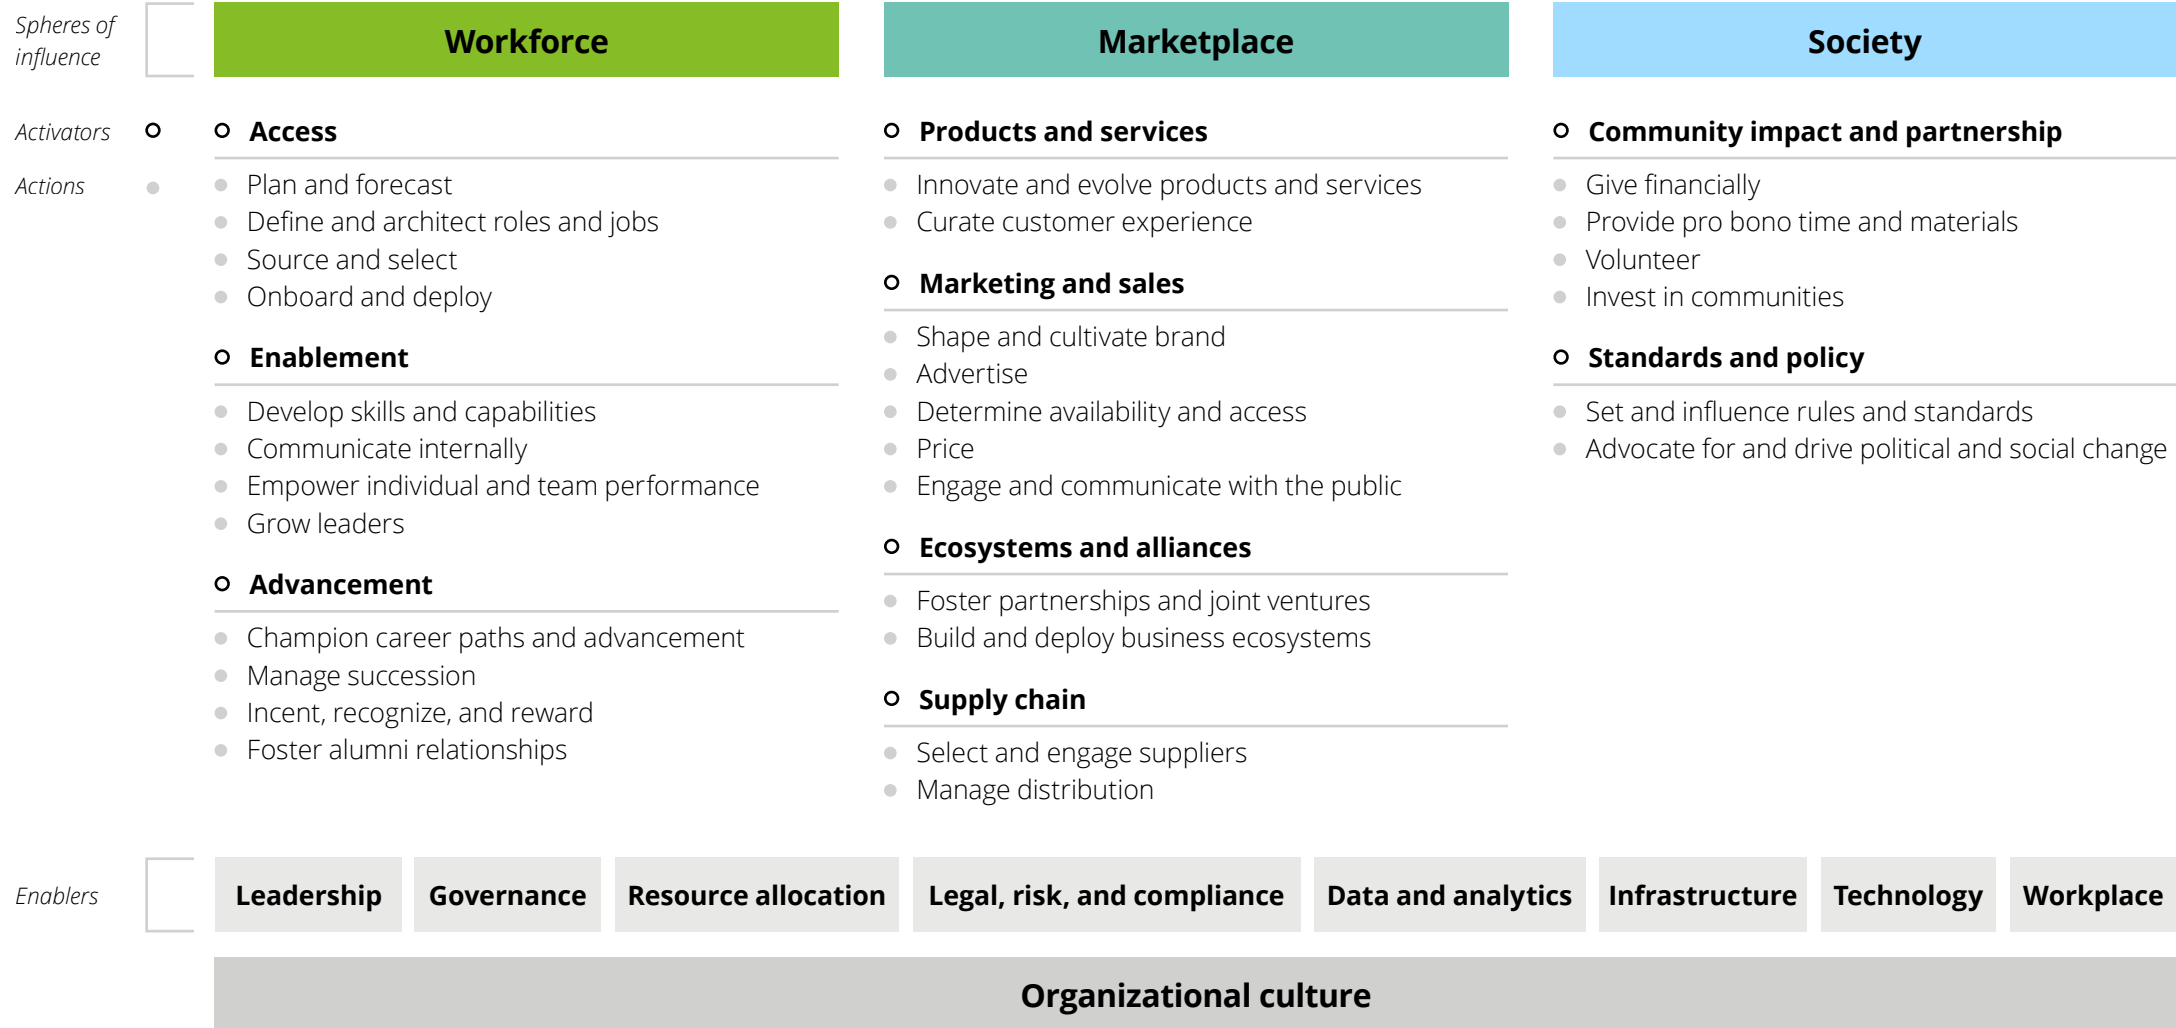 Spheres of
influence
Workforce
Marketplace
Society
Activators
Actions
Access
Plan and forecast
Define and architect roles and jobs
Source and select
Onboard and deploy
Enablement
Develop skills and capabilities
Communicate internally
Empower individual and team performance
Grow leaders
Advancement
Champion career paths and advancement
Manage succession
Incent, recognize, and reward
Foster alumni relationships
Products and services
Innovate and evolve products and services
Curate customer experience
Marketing and sales
Shape and cultivate brand
Advertise
Determine availability and access
Price
Engage and communicate with the public
Ecosystems and alliances
Foster partnerships and joint ventures
Build and deploy business ecosystems
Supply chain
Select and engage suppliers
Manage distribution
Community impact and partnership
Give financially
Provide pro bono time and materials
Volunteer
Invest in communities
Standards and policy
Set and influence rules and standards
Advocate for and drive political and social change
Enablers
Leadership
Governance
Resource allocation
Legal, risk, and compliance
Data and analytics
Infrastructure
Technology
Workplace
Organizational culture